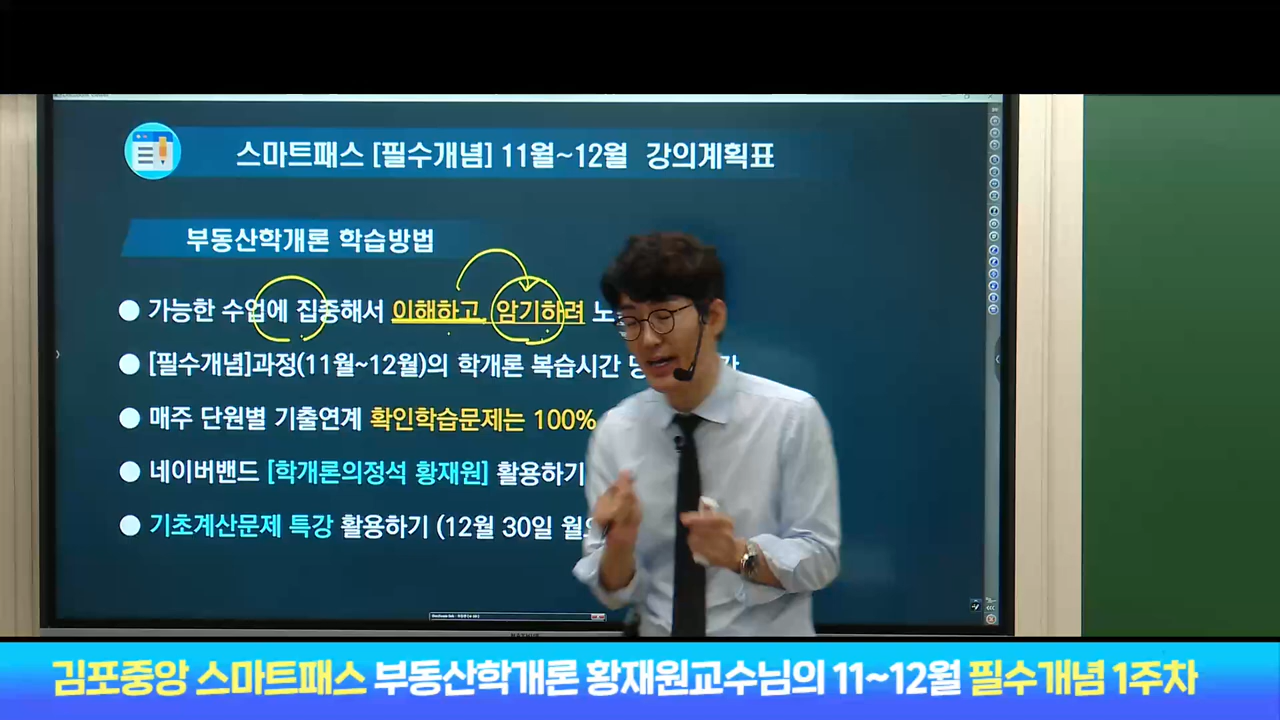 스마트패스 [필수개념] 11월~12월 강의계획표
부동산학개론 학습방법
● 가능한 수업에 집중해서 이해하고, 암기하려
● [필수개념]과정(11월~12월)의 학개론 복습시간
● 매주 단원별 기출연계 확인학습문제는 100%
● 네이버밴드 [학개론의정석 황재원] 활용하기
● 기초계산문제 특강 활용하기 (12월 30일
김포중앙 스마트패스 부동산학개론 황재원교수님의 11~12월 필수개념 1주차